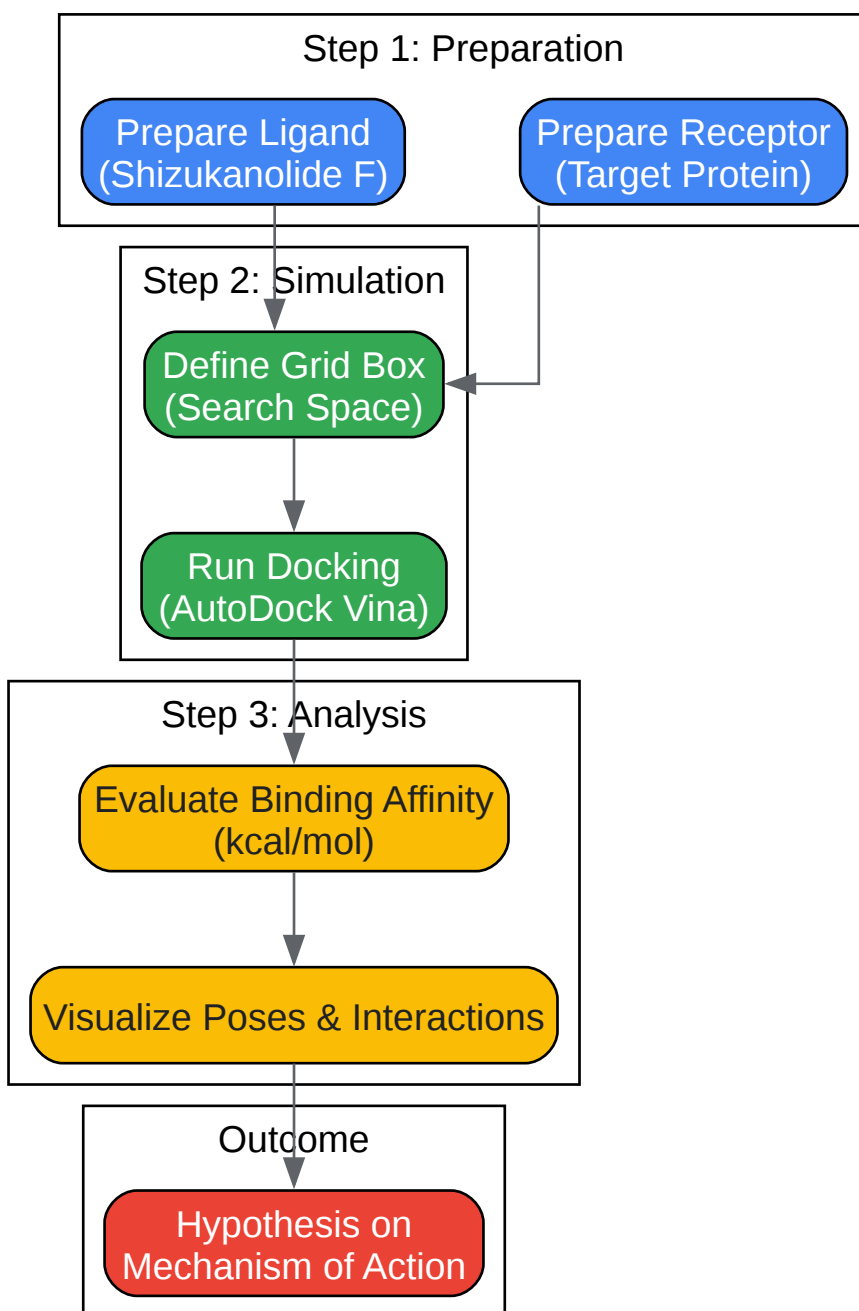 Step 1: Preparation
Prepare Ligand
(Shizukanolide F)
Prepare Receptor
(Target Protein)
Step 2: Simulation
Define Grid Box
(Search Space)
Run Docking
(AutoDock Vina)
Step 3: Analysis
Evaluate Binding Affinity
(kcal/mol)
Visualize Poses & Interactions
Outcome
Hypothesis on
Mechanism of Action